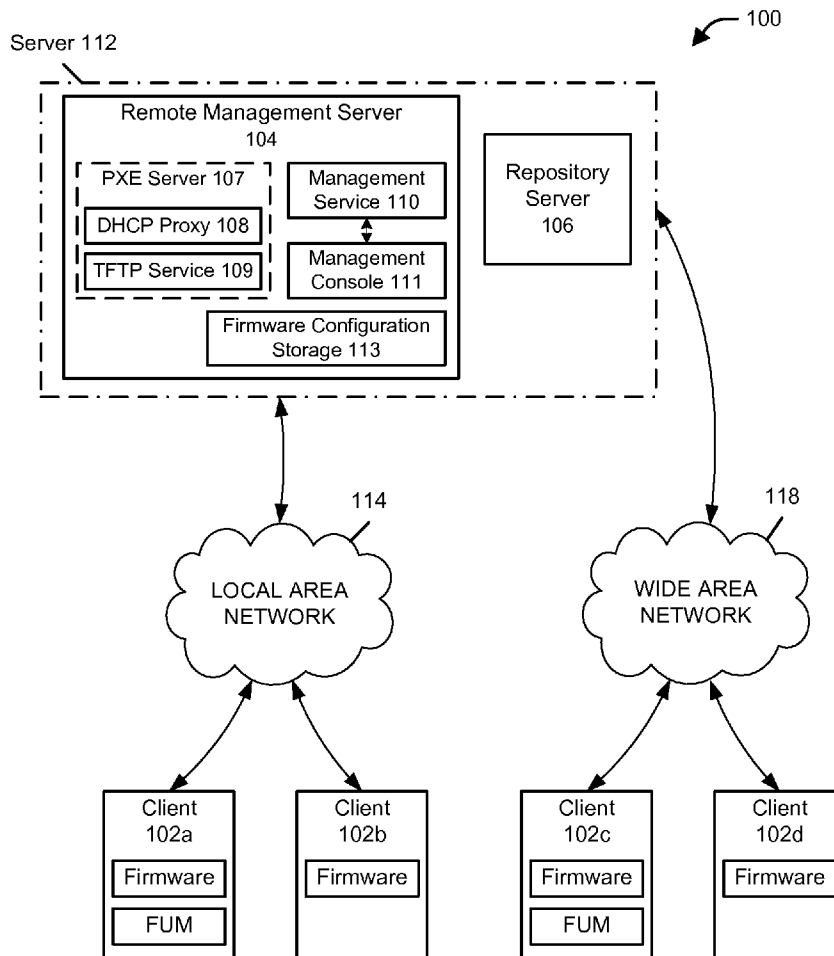 100
Server 112
Remote Management Server
104
PXE Server 107
DHCP Proxy 108
TFTP Service 109
Management
Service 110
Management
Console 111
Firmware Configuration
Storage 113
Repository
Server
106
114
LOCAL AREA
NETWORK
118
WIDE AREA
NETWORK
Client
102a
Firmware
FUM
Client
102b
Firmware
Client
102c
Firmware
FUM
Client
102d
Firmware